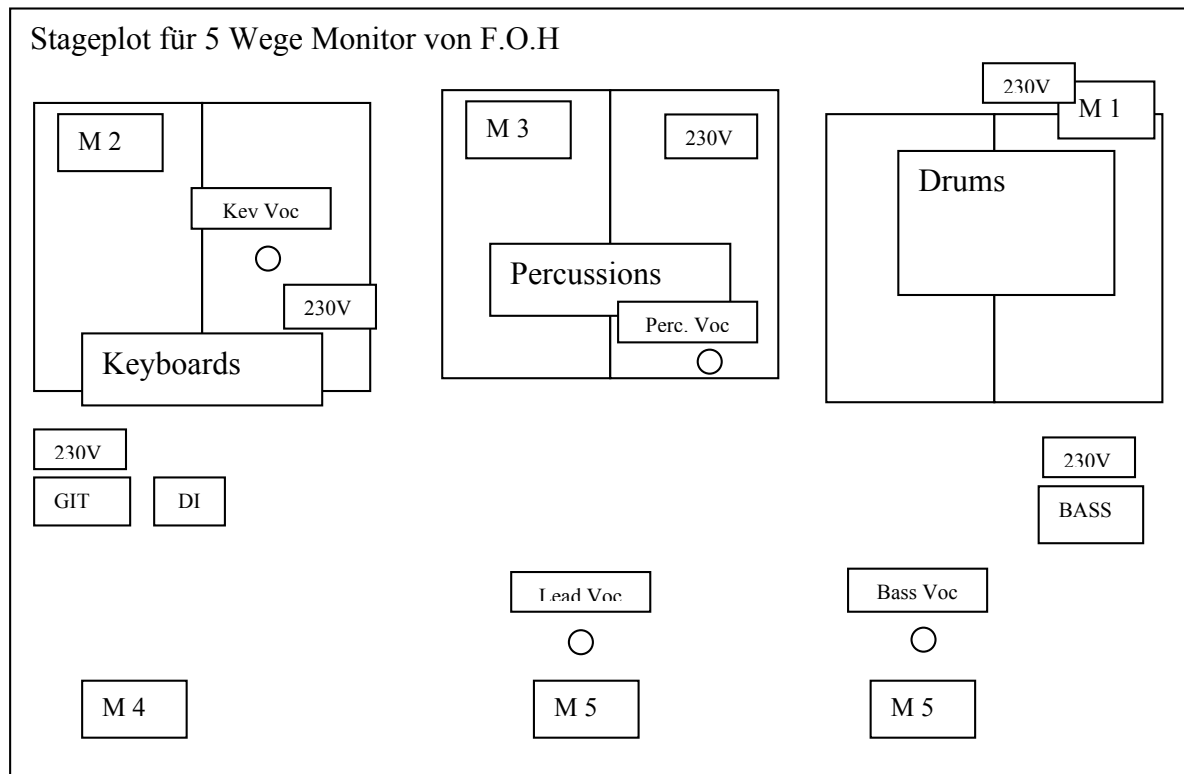 Stageplot für 5 Wege Monitor von F.O.H
230V
M 1
M 2
M 3
230V
Drums
Key Voc
230V
Percussions
Perc. Voc
Keyboards
230V
GIT
DI
230V
BASS
Lead Voc
Bass Voc
M 4
M 5
M 5